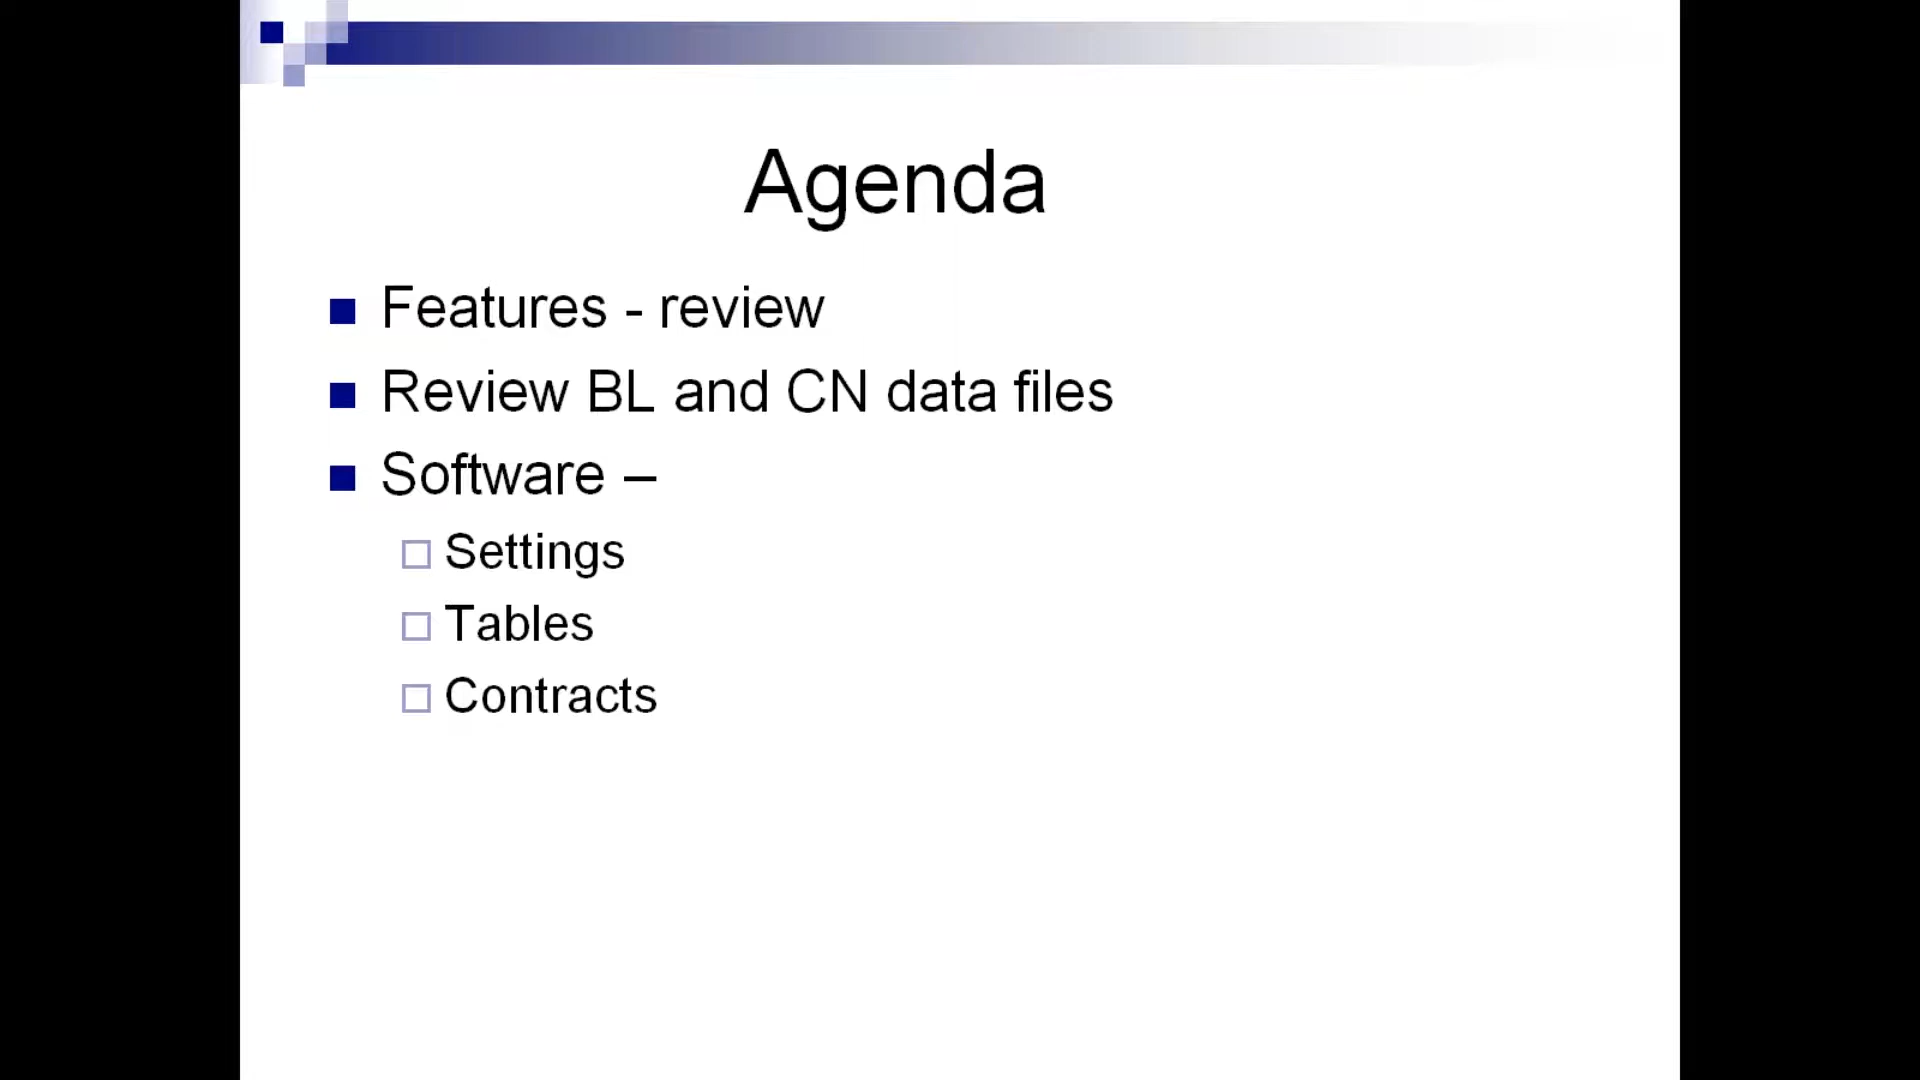 Agenda
Features - review
Review BL and CN data files
Software –
Settings
Tables
Contracts